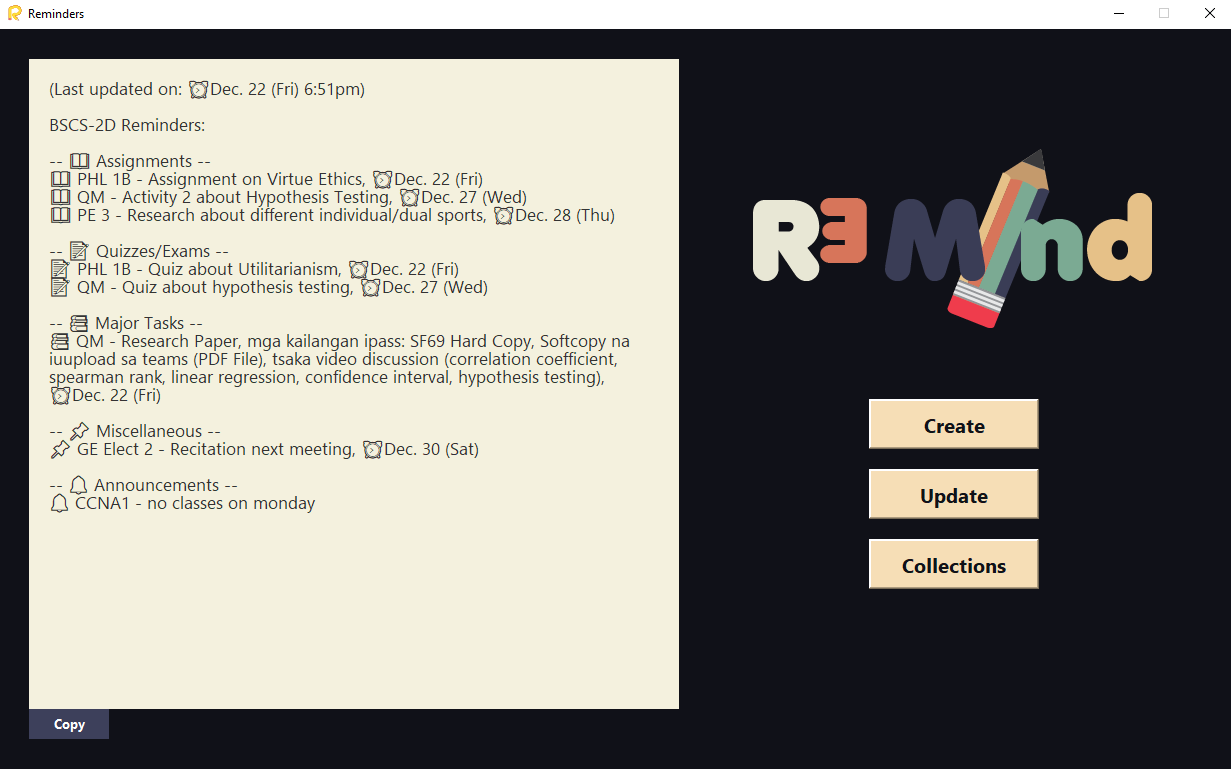 Reminders
(Last updated on: ⏰Dec. 22 (Fri) 6:51pm)
BSCS-2D Reminders:
-- 📖 Assignments --
📖 PHL 1B - Assignment on Virtue Ethics, ⏰Dec. 22 (Fri)
📖 QM - Activity 2 about Hypothesis Testing, ⏰Dec. 27 (Wed)
📖 PE 3 - Research about different individual/dual sports, ⏰Dec. 28 (Thu)
-- 📝 Quizzes/Exams --
📝 PHL 1B - Quiz about Utilitarianism, ⏰Dec. 22 (Fri)
📝 QM - Quiz about hypothesis testing, ⏰Dec. 27 (Wed)
-- 📚 Major Tasks --
📚 QM - Research Paper, mga kailangan ipass: SF69 Hard Copy, Softcopy na
iuupload sa teams (PDF File), tsaka video discussion (correlation coefficient,
spearman rank, linear regression, confidence interval, hypothesis testing),
⏰Dec. 22 (Fri)
-- 📌 Miscellaneous --
📌 GE Elect 2 - Recitation next meeting, ⏰Dec. 30 (Sat)
-- 🔔 Announcements --
🔔 CCNA1 - no classes on monday
Copy
REMind
Create
Update
Collections